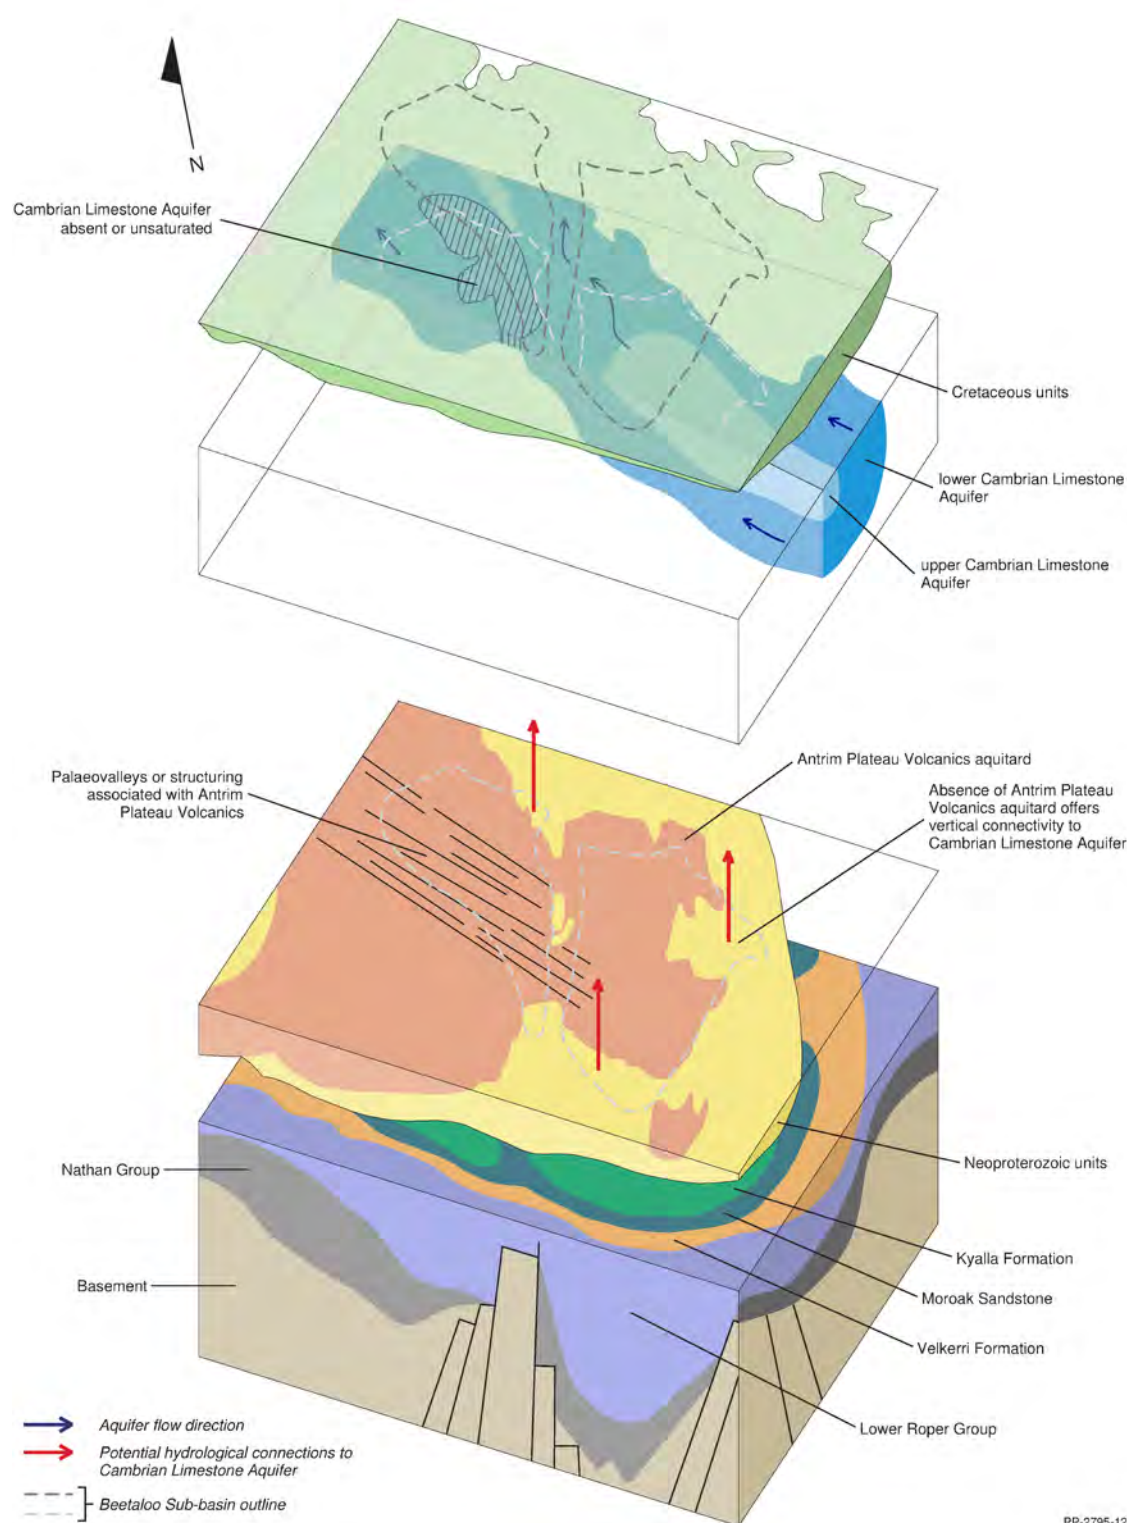 N
Cambrian Limestone Aquifer
absent or unsaturated
Cretaceous units
lower Cambrian Limestone
Aquifer
upper Cambrian Limestone
Aquifer
Palaeovalleys or structuring
associated with Antrim
Plateau Volcanics
Antrim Plateau Volcanics aquitard
Absence of Antrim Plateau
Volcanics aquitard offers
vertical connectivity to
Cambrian Limestone Aquifer
Neoproterozoic units
Nathan Group
Kyalla Formation
Basement
Moroak Sandstone
Velkerri Formation
Lower Roper Group
Aquifer flow direction
Potential hydrological connections to
Cambrian Limestone Aquifer
Beetaloo Sub-basin outline